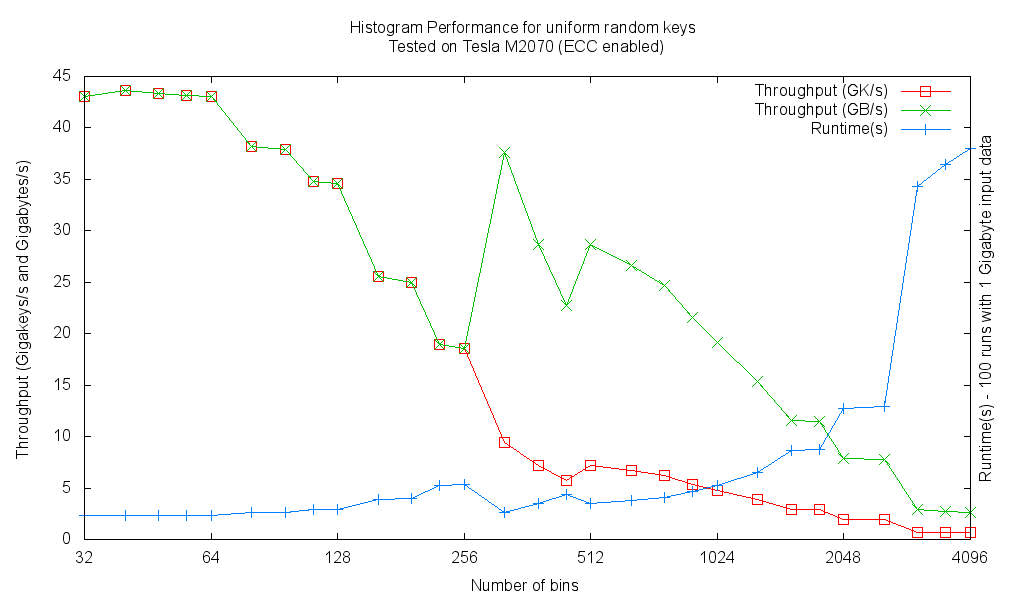 Histogram Performance for uniform random keys
Tested on Tesla M2070 (ECC enabled)
Throughput (GK/s)
Throughput (GB/s)
Runtime(s)
Throughput (Gigakeys/s and Gigabytes/s)
45
40
35
30
25
20
15
10
5
0
Runtime(s) - 100 runs with 1 Gigabyte input data
32 64 128 256 512 1024 2048 4096
Number of bins